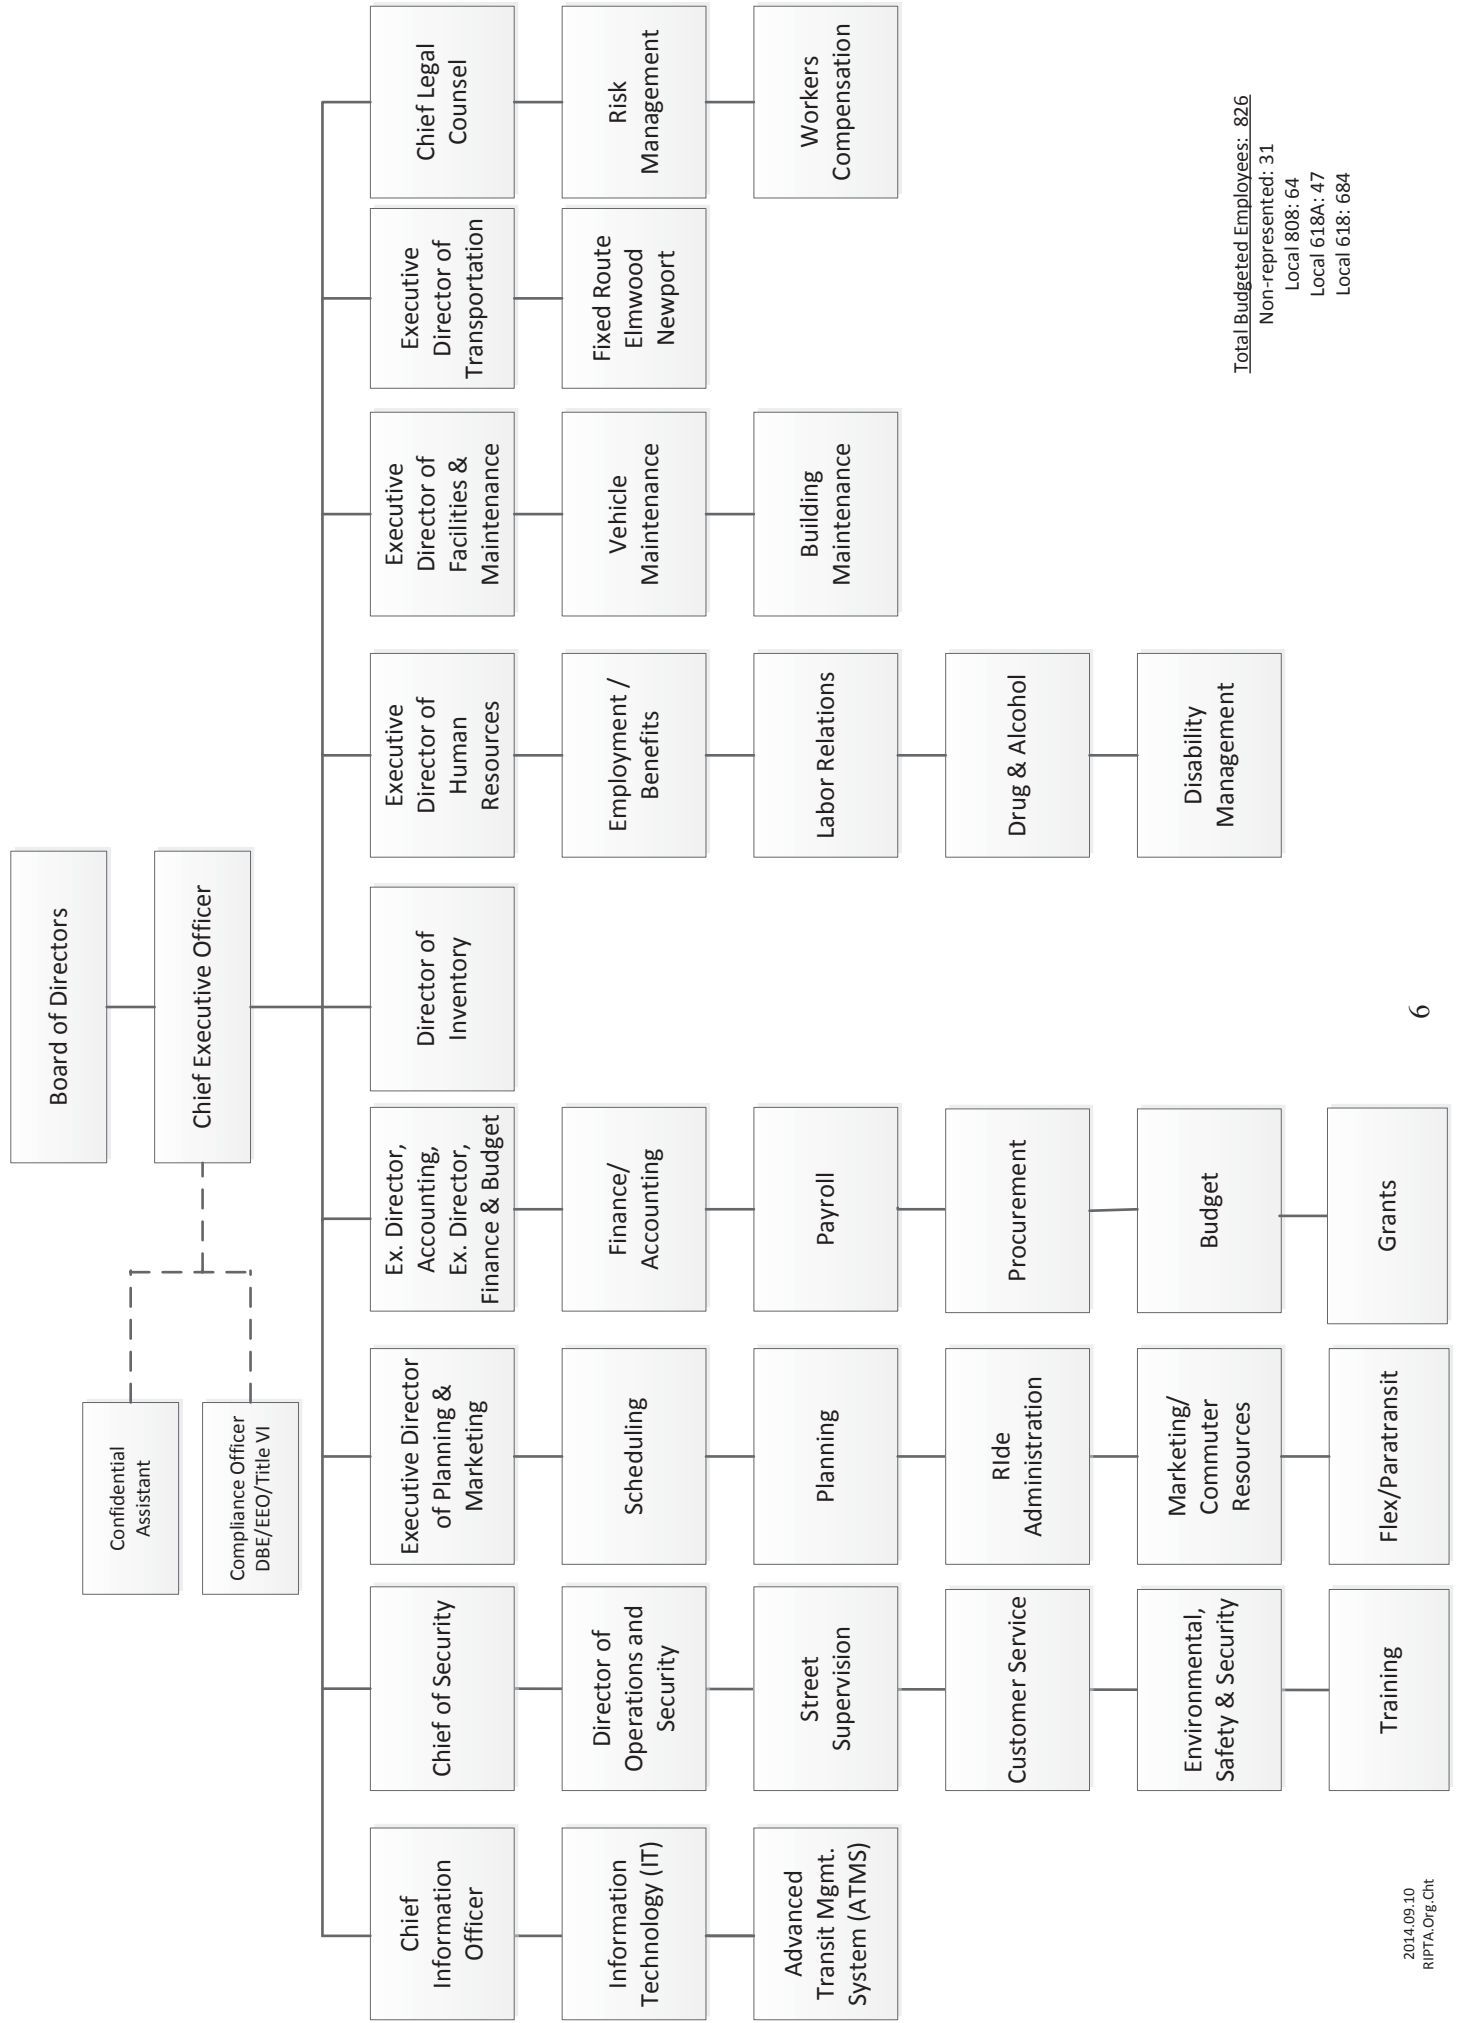 Board of Directors
Chief Executive Officer
Confidential
Assistant
Compliance Officer
DBE/EEO/Title VI
Chief
Information
Officer
Information
Technology (IT)
Advanced
Transit Mgmt.
System (ATMS)
Chief of Security
Director of
Operations and
Security
Street
Supervision
Customer Service
Environmental,
Safety & Security
Training
Executive Director
of Planning &
Marketing
Scheduling
Planning
RIde
Administration
Marketing/
Commuter
Resources
Flex/Paratransit
Ex. Director,
Accounting,
Ex. Director,
Finance & Budget
Finance/
Accounting
Payroll
Procurement
Budget
Grants
Director of
Inventory
Executive
Director of
Human
Resources
Employment /
Benefits
Labor Relations
Drug & Alcohol
Disability
Management
Executive
Director of
Facilities &
Maintenance
Vehicle
Maintenance
Building
Maintenance
Executive
Director of
Transportation
Fixed Route
Elmwood
Newport
Chief Legal
Counsel
Risk
Management
Workers
Compensation
Total Budgeted Employees: 826
Non-represented: 31
Local 808: 64
Local 618A: 47
Local 618: 684
2014.09.10
RIPTA.Org.Cht
6